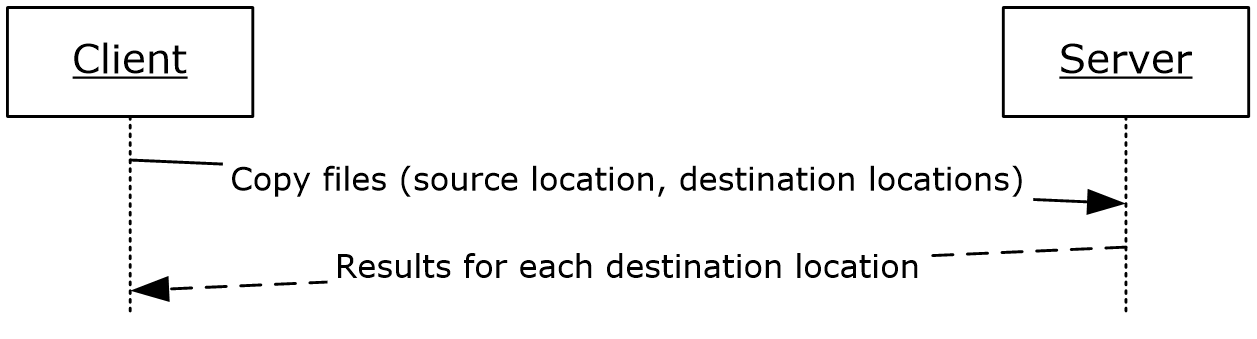 Client
Server
Copy files (source location, destination locations)
Results for each destination location